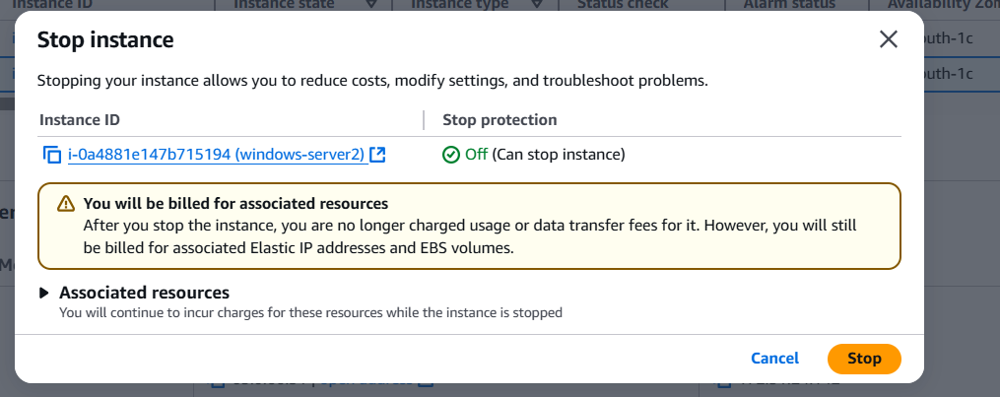 Instance ID Instance state Instance type Status check Alarm status Availability Zon
outh-1c
outh-1c
Stop instance
Stopping your instance allows you to reduce costs, modify settings, and troubleshoot problems.
Instance ID Stop protection
i-0a4881e147b715194 (windows-server2) Off (Can stop instance)
You will be billed for associated resources
After you stop the instance, you are no longer charged usage or data transfer fees for it. However, you will still
be billed for associated Elastic IP addresses and EBS volumes.
Associated resources
You will continue to incur charges for these resources while the instance is stopped
Cancel Stop